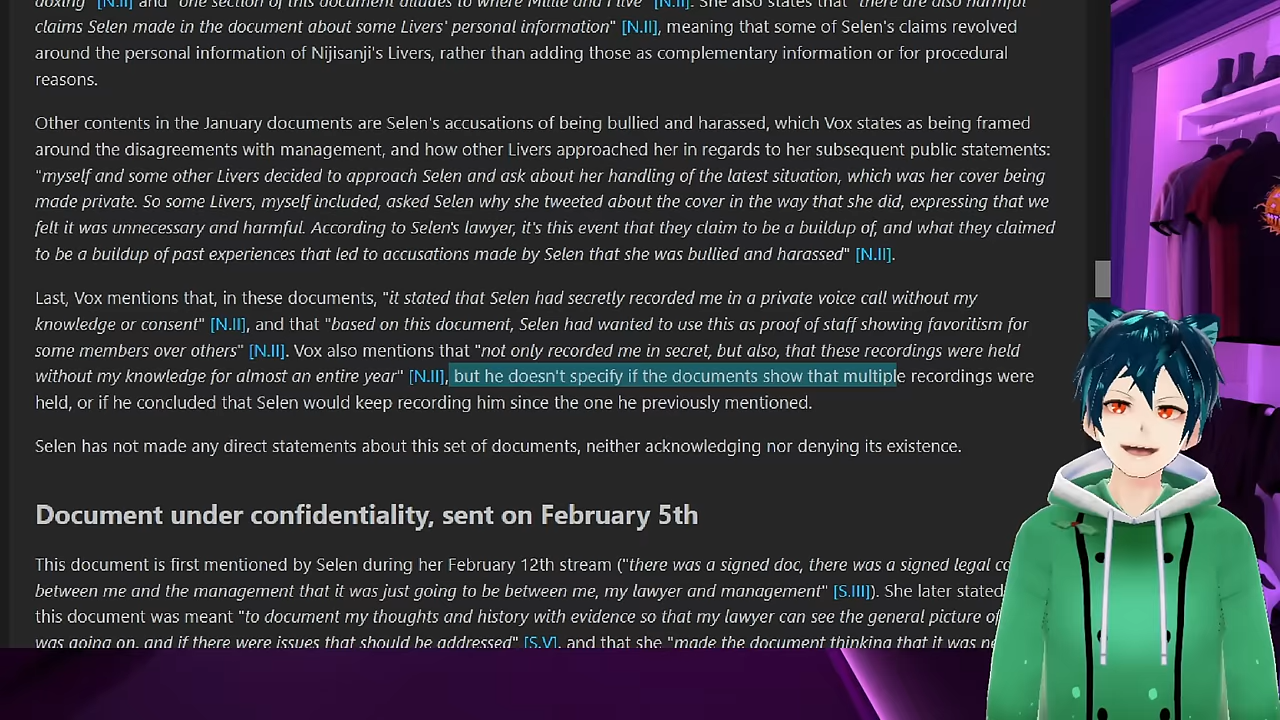 doxing" [N.II] and "one section of this document alludes to where Millie and I live" [N.II]. She also states that "there are also harmful
claims Selen made in the document about some Livers' personal information" [N.II], meaning that some of Selen's claims revolved
around the personal information of Nijisanji's Livers, rather than adding those as complementary information or for procedural
reasons.
Other contents in the January documents are Selen's accusations of being bullied and harassed, which Vox states as being framed
around the disagreements with management, and how other Livers approached her in regards to her subsequent public statements:
"myself and some other Livers decided to approach Selen and ask about her handling of the latest situation, which was her cover being
made private. So some Livers, myself included, asked Selen why she tweeted about the cover in the way that she did, expressing that we
felt it was unnecessary and harmful. According to Selen's lawyer, it's this event that they claim to be a buildup of, and what they claimed
to be a buildup of past experiences that led to accusations made by Selen that she was bullied and harassed" [N.II].
Last, Vox mentions that, in these documents, "it stated that Selen had secretly recorded me in a private voice call without my
knowledge or consent" [N.II], and that "based on this document, Selen had wanted to use this as proof of staff showing favoritism for
some members over others" [N.II]. Vox also mentions that "not only recorded me in secret, but also, that these recordings were held
without my knowledge for almost an entire year" [N.II], but he doesn't specify if the documents show that multiple recordings were
held, or if he concluded that Selen would keep recording him since the one he previously mentioned.
Selen has not made any direct statements about this set of documents, neither acknowledging nor denying its existence.
Document under confidentiality, sent on February 5th
This document is first mentioned by Selen during her February 12th stream ("there was a signed doc, there was a signed legal co
between me and the management that it was just going to be between me, my lawyer and management" [S.III]). She later stated
this document was meant "to document my thoughts and history with evidence so that my lawyer can see the general picture of
was going on, and if there were issues that should be addressed" [S.V], and that she "made the document thinking that it was ne